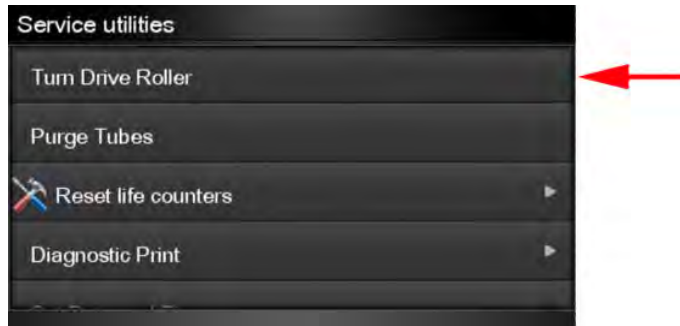 Service utilities
Turn Drive Roller
Purge Tubes
Reset life counters
Diagnostic Print